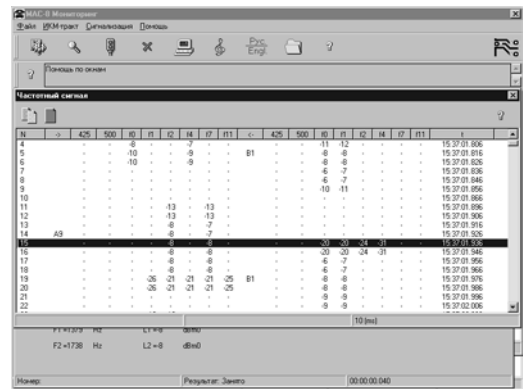 МАС-В Мониторинг
Файл ИКМ-тракт Сигнализация Помощь
Рус Engl
Помощь по окнам
Частотный сигнал
N -> 425 500 f0 f1 f2 f4 f7 f11 <- 425 500 f0 f1 f2 f4 f7 f11 t
4 -8 -7 -11 -12 15:37:01.806
5 -10 -9 B1 -8 -8 15:37:01.816
6 -10 -9 -8 -8 15:37:01.826
7 -6 -7 15:37:01.836
8 -6 -7 15:37:01.846
9 -10 -11 15:37:01.856
10 15:37:01.866
11 -13 -13 15:37:01.896
12 -13 -13 15:37:01.906
13 -8 -7 15:37:01.916
14 A9 -8 -7 15:37:01.926
15 -8 -8 -20 -20 -24 -31 15:37:01.936
16 -8 -8 -20 -20 -24 -31 15:37:01.946
17 -8 -8 -6 -7 15:37:01.956
18 -8 -8 -6 -7 15:37:01.966
19 -26 -21 -21 -21 -25 B1 -8 -8 15:37:01.976
20 -26 -21 -21 -21 -25 -8 -8 15:37:01.986
21 -9 -9 15:37:01.996
22 -9 -9 15:37:02.006
10 [ms]
F1 =1379 Hz L1 =-8 dBm0
F2 =1738 Hz L2 =-8 dBm0
Номер: Результат: Занято 00:00:00.040